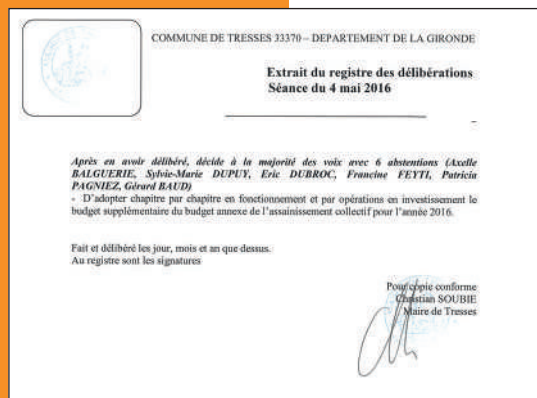 COMMUNE DE TRESSES 33370 – DEPARTEMENT DE LA GIRONDE
Extrait du registre des délibérations
Séance du 4 mai 2016
Après en avoir délibéré, décide à la majorité des voix avec 6 abstentions (Axelle
BALGUERIE, Sylvie-Marie DUPUY, Eric DUBROC, Francine FEYTI, Patricia
PAGNIEZ, Gérard BAUD)
- D'adopter chapitre par chapitre en fonctionnement et par opérations en investissement le
budget supplémentaire du budget annexe de l'assainissement collectif pour l'année 2016.
Fait et délibéré les jour, mois et an que dessus.
Au registre sont les signatures
Pour copie conforme
Christian SOUBIE
Maire de Tresses